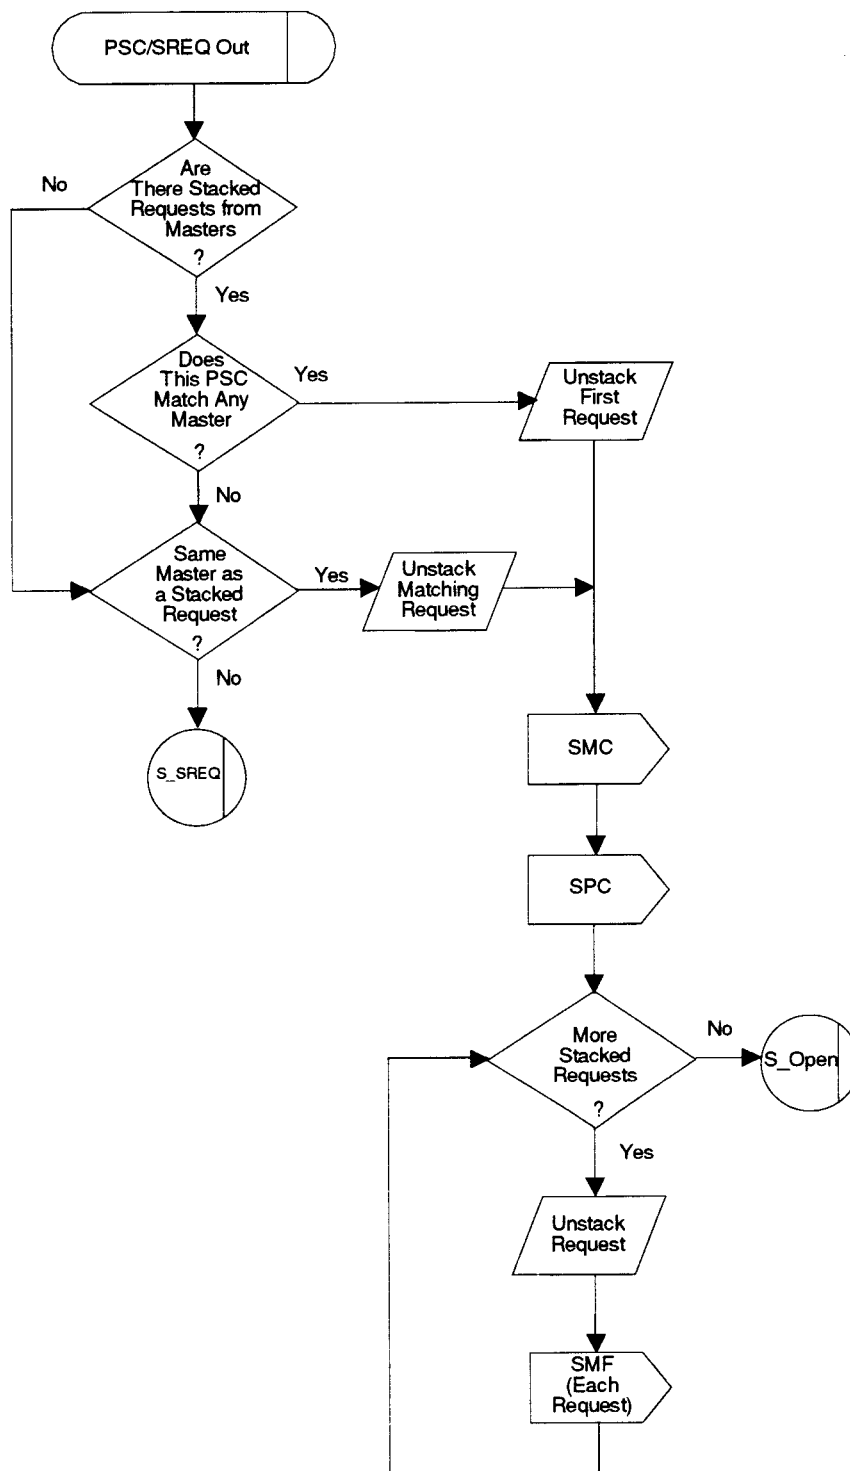 PSC/SREQ Out
Are
There Stacked
Requests from
Masters
?
No
Yes
Does
This PSC
Match Any
Master
?
Yes
Unstack
First
Request
No
Same
Master as
a Stacked
Request
?
Yes
Unstack
Matching
Request
No
S_SREQ
SMC
SPC
More
Stacked
Requests
?
No
S_Open
Yes
Unstack
Request
SMF
(Each
Request)